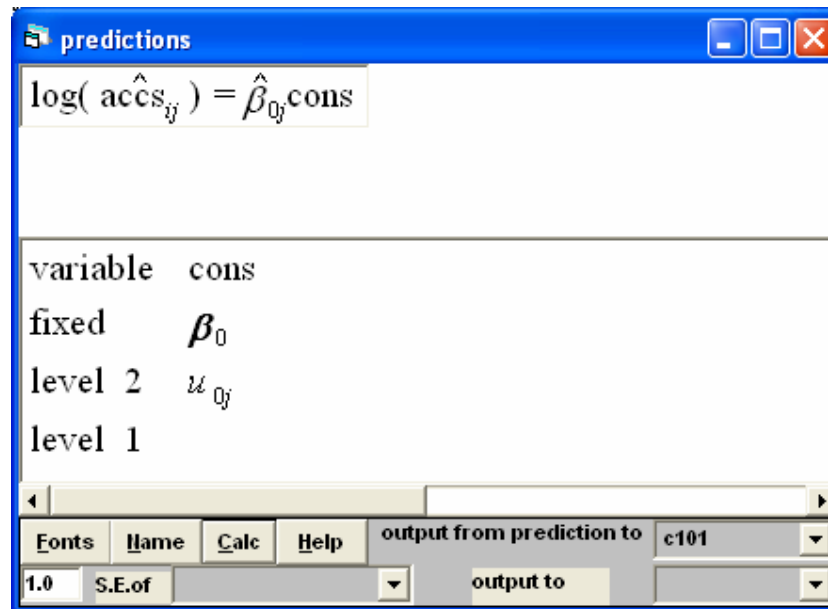 predictions
log( aĉcs_ij ) = β̂_0j cons
variable cons
fixed β_0
level 2 u_0j
level 1
Fonts Name Calc Help output from prediction to c101
1.0 S.E.of output to